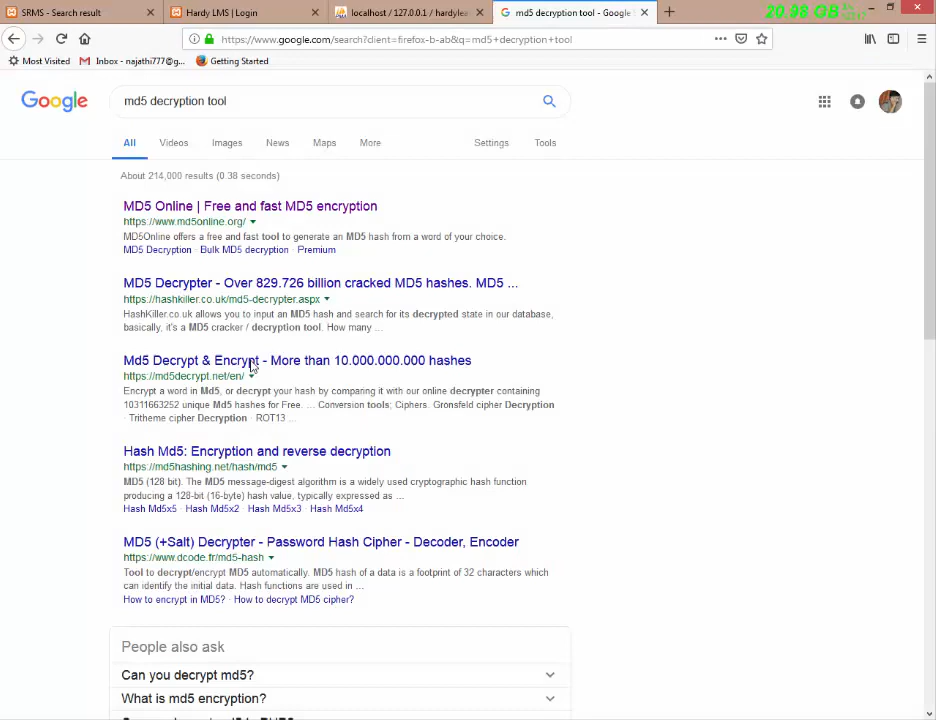 SRMS - Search result
Hardy LMS | Login
localhost / 127.0.0.1 / hardylea
md5 decryption tool - Google
20.98 GB
https://www.google.com/search?client=firefox-b-ab&q=md5+decryption+tool
Most Visited
Inbox - najathi777@g...
Getting Started
Google
md5 decryption tool
All
Videos
Images
News
Maps
More
Settings
Tools
About 214,000 results (0.38 seconds)
MD5 Online | Free and fast MD5 encryption
https://www.md5online.org/
MD5Online offers a free and fast tool to generate an MD5 hash from a word of your choice.
MD5 Decryption · Bulk MD5 decryption · Premium
MD5 Decrypter - Over 829.726 billion cracked MD5 hashes. MD5 ...
https://hashkiller.co.uk/md5-decrypter.aspx
HashKiller.co.uk allows you to input an MD5 hash and search for its decrypted state in our database,
basically, it's a MD5 cracker / decryption tool. How many ...
Md5 Decrypt & Encrypt - More than 10.000.000.000 hashes
https://md5decrypt.net/en/
Encrypt a word in Md5, or decrypt your hash by comparing it with our online decrypter containing
10311663252 unique Md5 hashes for Free. ... Conversion tools; Ciphers. Gronsfeld cipher Decryption
· Tritheme cipher Decryption · ROT13 ...
Hash Md5: Encryption and reverse decryption
https://md5hashing.net/hash/md5
MD5 (128 bit). The MD5 message-digest algorithm is a widely used cryptographic hash function
producing a 128-bit (16-byte) hash value, typically expressed as ...
Hash Md5x5 · Hash Md5x2 · Hash Md5x3 · Hash Md5x4
MD5 (+Salt) Decrypter - Password Hash Cipher - Decoder, Encoder
https://www.dcode.fr/md5-hash
Tool to decrypt/encrypt MD5 automatically. MD5 hash of a data is a footprint of 32 characters which
can identify the initial data. Hash functions are used in ...
How to encrypt in MD5? · How to decrypt MD5 cipher?
People also ask
Can you decrypt md5?
What is md5 encryption?